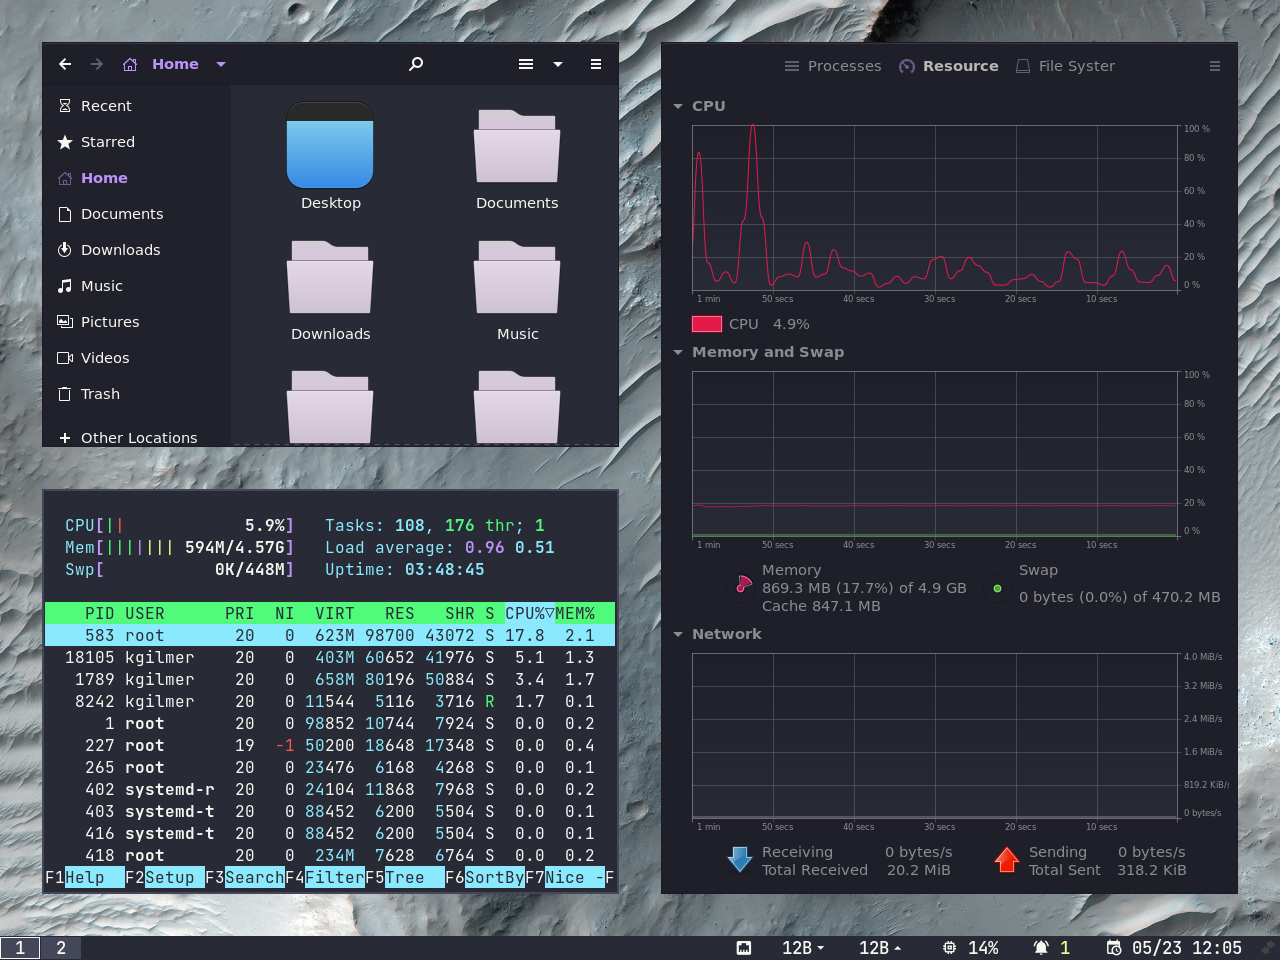 Home
Recent
Starred
Home
Documents
Downloads
Music
Pictures
Videos
Trash
Other Locations
Desktop
Documents
Downloads
Music
CPU[|| 5.9%] Tasks: 108, 176 thr; 1
Mem[||||||| 594M/4.57G] Load average: 0.96 0.51
Swp[ 0K/448M] Uptime: 03:48:45
PID USER PRI NI VIRT RES SHR S CPU%▽MEM%
583 root 20 0 623M 98700 43072 S 17.8 2.1
18105 kgilmer 20 0 403M 60652 41976 S 5.1 1.3
1789 kgilmer 20 0 658M 80196 50884 S 3.4 1.7
8242 kgilmer 20 0 11544 5116 3716 R 1.7 0.1
1 root 20 0 98852 10744 7924 S 0.0 0.2
227 root 19 -1 50200 18648 17348 S 0.0 0.4
265 root 20 0 23476 6168 4268 S 0.0 0.1
402 systemd-r 20 0 24104 11868 7968 S 0.0 0.2
403 systemd-t 20 0 88452 6200 5504 S 0.0 0.1
416 systemd-t 20 0 88452 6200 5504 S 0.0 0.1
418 root 20 0 234M 7628 6764 S 0.0 0.2
F1Help F2Setup F3SearchF4FilterF5Tree F6SortByF7Nice -F
Processes Resource File Syster
CPU
100 %
80 %
60 %
40 %
20 %
0 %
1 min 50 secs 40 secs 30 secs 20 secs 10 secs
CPU 4.9%
Memory and Swap
100 %
80 %
60 %
40 %
20 %
0 %
1 min 50 secs 40 secs 30 secs 20 secs 10 secs
Memory
869.3 MB (17.7%) of 4.9 GB
Cache 847.1 MB
Swap
0 bytes (0.0%) of 470.2 MB
Network
4.0 MiB/s
3.2 MiB/s
2.4 MiB/s
1.6 MiB/s
819.2 KiB/s
0 bytes/s
1 min 50 secs 40 secs 30 secs 20 secs 10 secs
Receiving 0 bytes/s
Total Received 20.2 MiB
Sending 0 bytes/s
Total Sent 318.2 KiB
1 2 12B 12B 14% 1 05/23 12:05